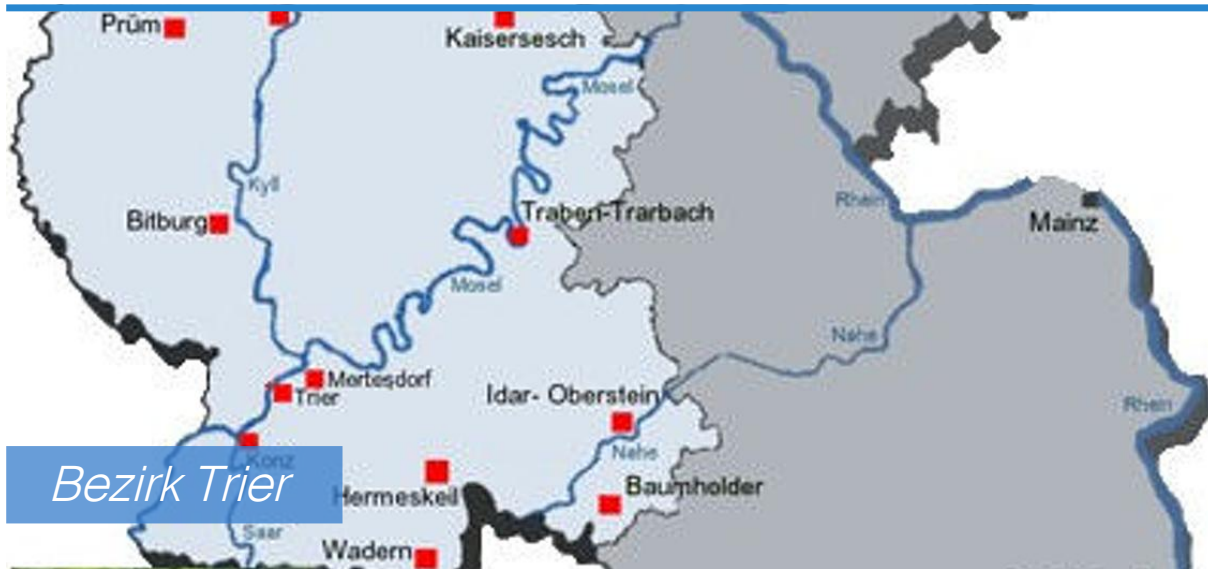 Prüm
Kaisersesch
Mosel
Kyll
Bitburg
Traben-Trarbach
Rhein
Mainz
Mosel
Nahe
Mertesdorf
Trier
Idar- Oberstein
Rhein
Konz
Nahe
Bezirk Trier
Hermeskeil
Baumholder
Saar
Wadern